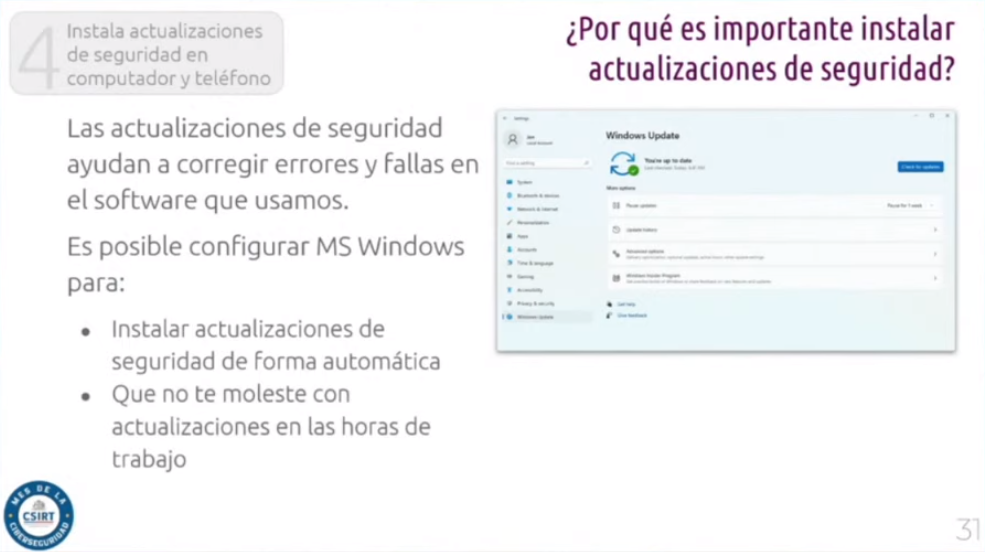 4
Instala actualizaciones
de seguridad en
computador y teléfono
¿Por qué es importante instalar
actualizaciones de seguridad?
Las actualizaciones de seguridad
ayudan a corregir errores y fallas en
el software que usamos.
Es posible configurar MS Windows
para:
● Instalar actualizaciones de
seguridad de forma automática
● Que no te moleste con
actualizaciones en las horas de
trabajo
Settings
Windows Update
You're up to date
Check for updates
More options
Pause updates
Pause for 1 week
Update history
Advanced options
Windows Insider Program
Get help
Give feedback
System
Bluetooth & devices
Network & internet
Personalization
Apps
Accounts
Time & language
Gaming
Accessibility
Privacy & security
Windows Update
MES DE LA
CSIRT
CIBERSEGURIDAD
31